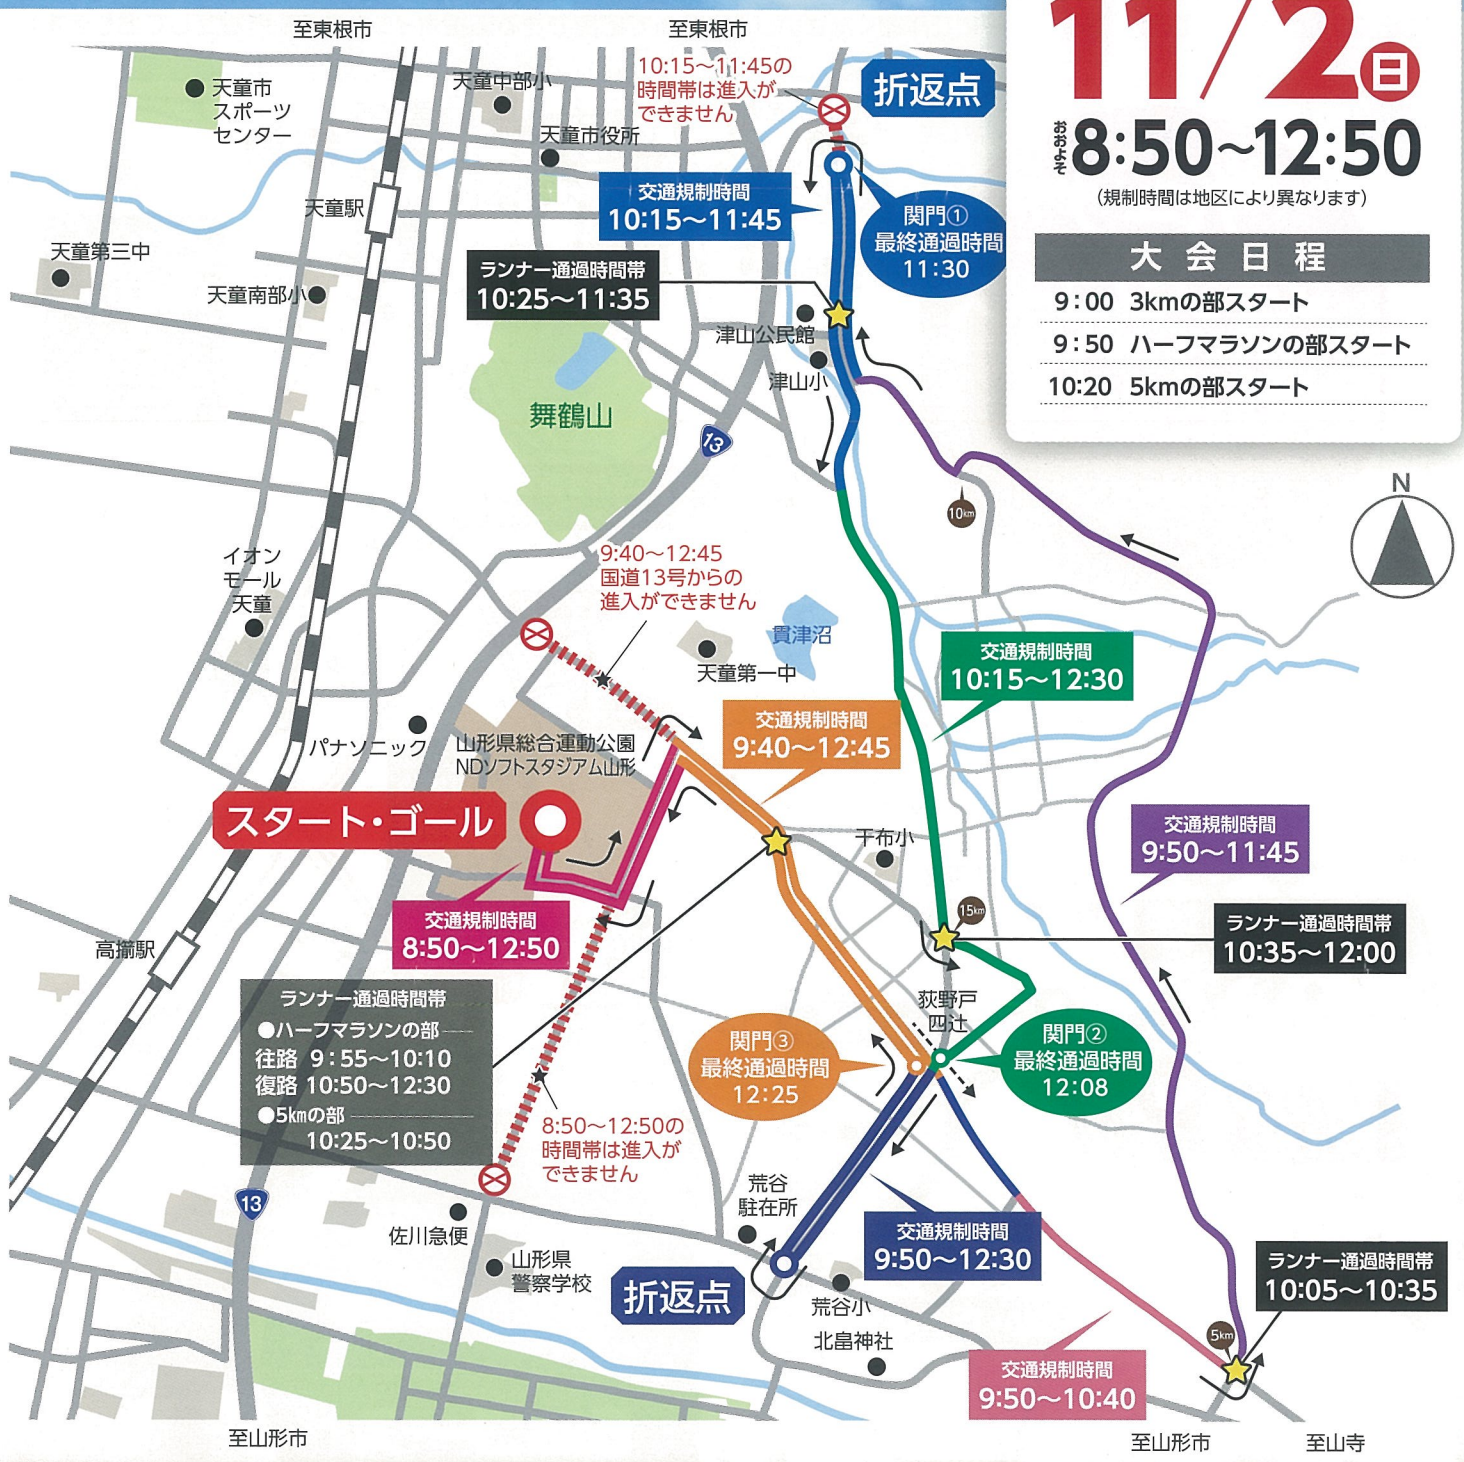 至東根市
至東根市
11/2日
おおよそ8:50〜12:50
(規制時間は地区により異なります)
大会日程
9:00 3kmの部スタート
9:50 ハーフマラソンの部スタート
10:20 5kmの部スタート
天童市
スポーツ
センター
天童中部小
天童市役所
10:15〜11:45の
時間帯は進入が
できません
折返点
交通規制時間
10:15〜11:45
関門①
最終通過時間
11:30
天童駅
天童第三中
天童南部小
ランナー通過時間帯
10:25〜11:35
津山公民館
津山小
舞鶴山
13
10km
N
イオン
モール
天童
9:40〜12:45
国道13号からの
進入ができません
貫津沼
天童第一中
交通規制時間
10:15〜12:30
交通規制時間
9:40〜12:45
パナソニック
山形県総合運動公園
NDソフトスタジアム山形
スタート・ゴール
干布小
交通規制時間
9:50〜11:45
交通規制時間
8:50〜12:50
15km
ランナー通過時間帯
10:35〜12:00
高擶駅
ランナー通過時間帯
●ハーフマラソンの部
往路 9:55〜10:10
復路 10:50〜12:30
●5kmの部
10:25〜10:50
荻野戸
四辻
関門③
最終通過時間
12:25
関門②
最終通過時間
12:08
8:50〜12:50の
時間帯は進入が
できません
13
佐川急便
山形県
警察学校
荒谷
駐在所
交通規制時間
9:50〜12:30
折返点
荒谷小
北畠神社
ランナー通過時間帯
10:05〜10:35
5km
交通規制時間
9:50〜10:40
至山形市
至山形市
至山寺